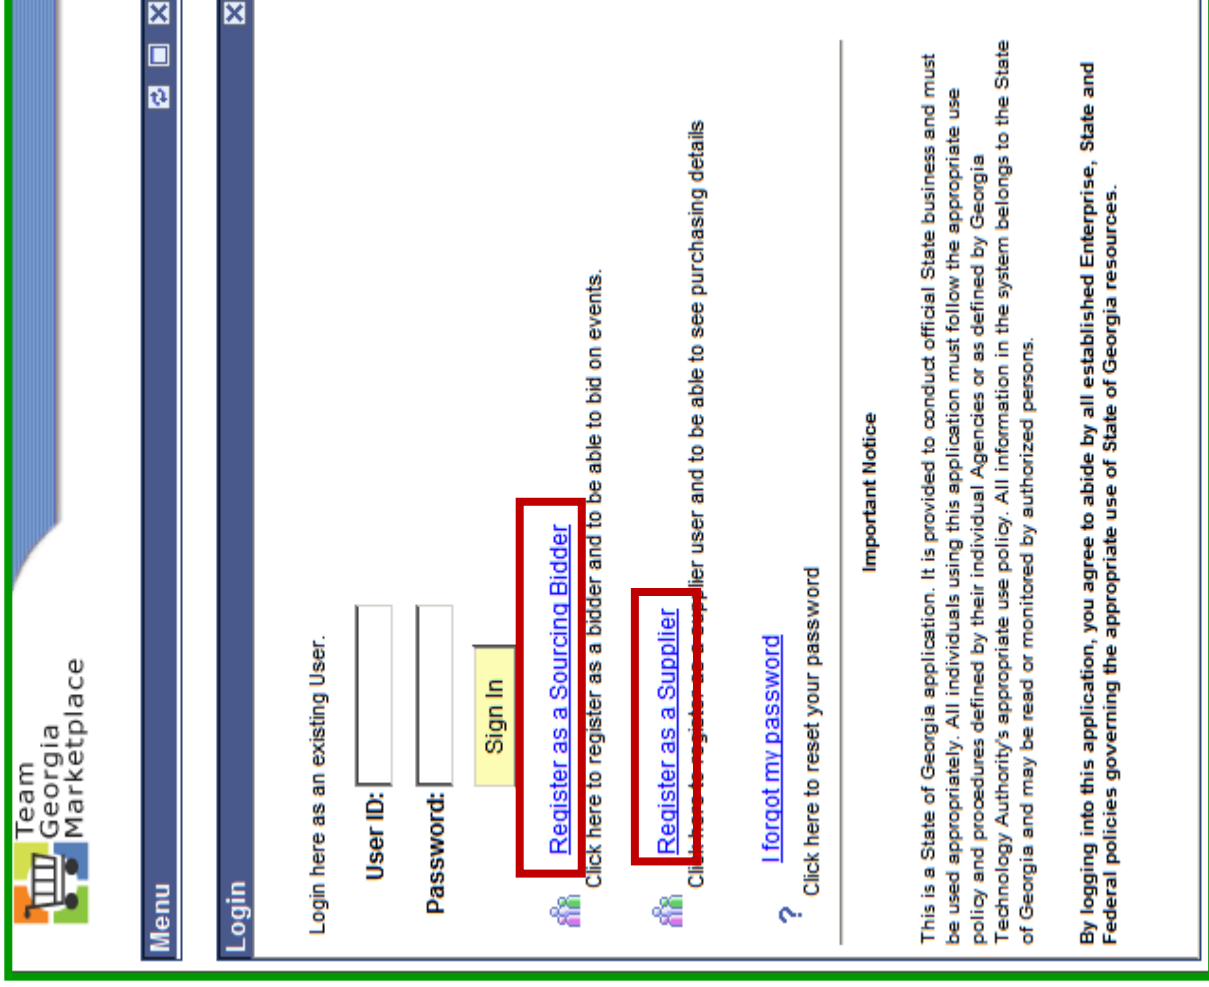 Team
Georgia
Marketplace
Menu
Login
Login here as an existing User.
User ID:
Password:
Sign In
Register as a Sourcing Bidder
Click here to register as a bidder and to be able to bid on events.
Register as a Supplier
Click here to register as a supplier user and to be able to see purchasing details
I forgot my password
? Click here to reset your password
Important Notice
This is a State of Georgia application. It is provided to conduct official State business and must
be used appropriately. All individuals using this application must follow the appropriate use
policy and procedures defined by their individual Agencies or as defined by Georgia
Technology Authority's appropriate use policy. All information in the system belongs to the State
of Georgia and may be read or monitored by authorized persons.
By logging into this application, you agree to abide by all established Enterprise, State and
Federal policies governing the appropriate use of State of Georgia resources.